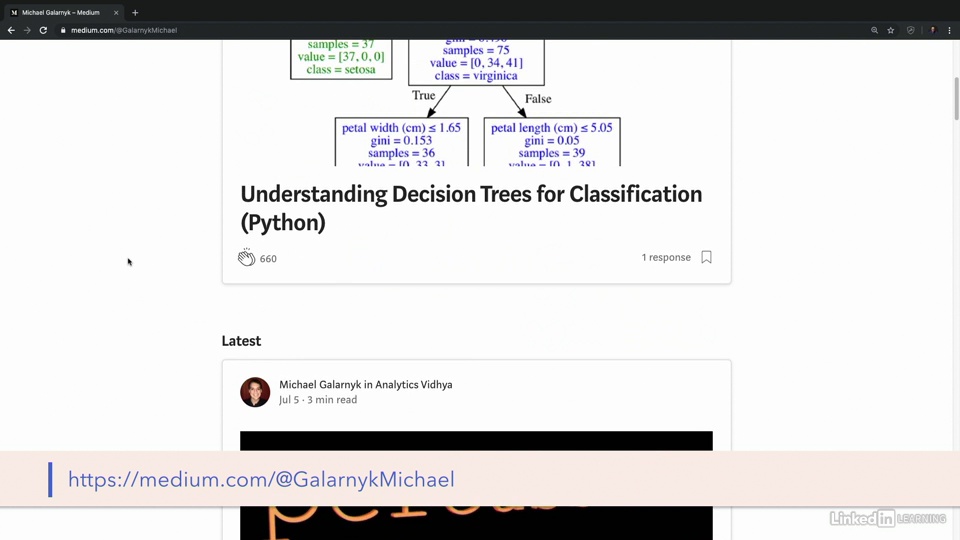 Michael Galarnyk – Medium
medium.com/@GalarnykMichael
samples = 37
value = [37, 0, 0]
class = setosa
samples = 75
value = [0, 34, 41]
class = virginica
True
False
petal width (cm) ≤ 1.65
gini = 0.153
samples = 36
value = [0, 33, 3]
petal length (cm) ≤ 5.05
gini = 0.05
samples = 39
value = [0, 1, 38]
Understanding Decision Trees for Classification
(Python)
660
1 response
Latest
Michael Galarnyk in Analytics Vidhya
Jul 5 · 3 min read
https://medium.com/@GalarnykMichael
Linked in LEARNING